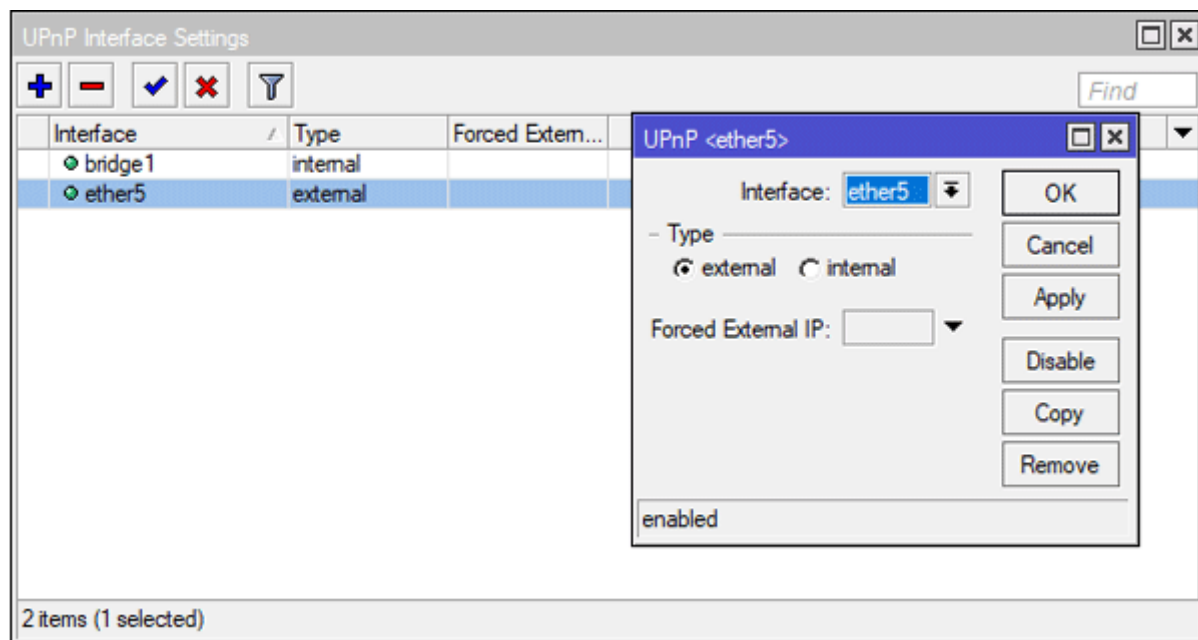 UPnP Interface Settings
Find
Interface / Type Forced Extern...
bridge1 internal
ether5 external
UPnP <ether5>
Interface: ether5
Type
external internal
Forced External IP:
OK
Cancel
Apply
Disable
Copy
Remove
enabled
2 items (1 selected)